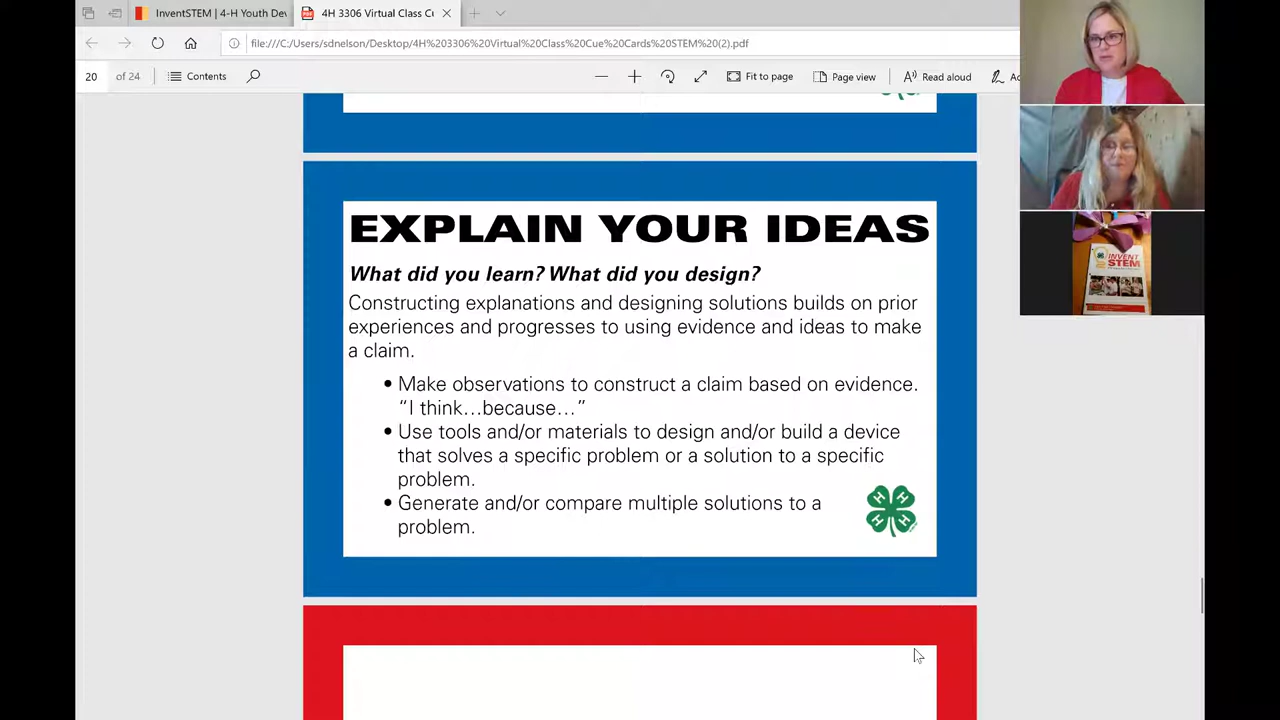 InventSTEM | 4-H Youth Dev
4H 3306 Virtual Class Cu
file:///C:/Users/sdnelson/Desktop/4H%203306%20Virtual%20Class%20Cue%20Cards%20STEM%20(2).pdf
20 of 24 Contents Fit to page Page view Read aloud
EXPLAIN YOUR IDEAS
What did you learn? What did you design?
Constructing explanations and designing solutions builds on prior
experiences and progresses to using evidence and ideas to make
a claim.
• Make observations to construct a claim based on evidence.
“I think…because…”
• Use tools and/or materials to design and/or build a device
that solves a specific problem or a solution to a specific
problem.
• Generate and/or compare multiple solutions to a
problem.
H H
H H
INVENT
STEM